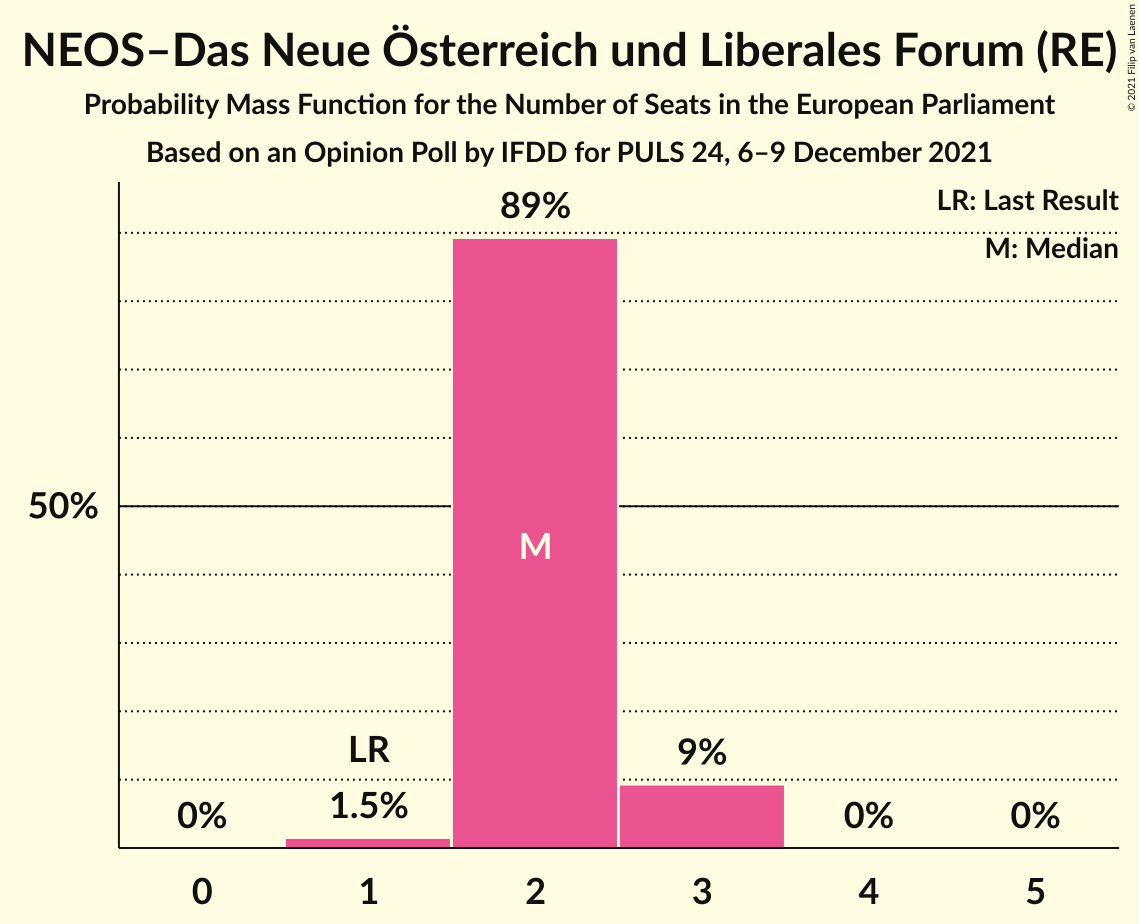 NEOS–Das Neue Österreich und Liberales Forum (RE)
Probability Mass Function for the Number of Seats in the European Parliament
Based on an Opinion Poll by IFDD for PULS 24, 6–9 December 2021
© 2021 Filip van Laenen
LR: Last Result
M: Median
89%
50%
M
LR
9%
0%
1.5%
0%
0%
0
1
2
3
4
5